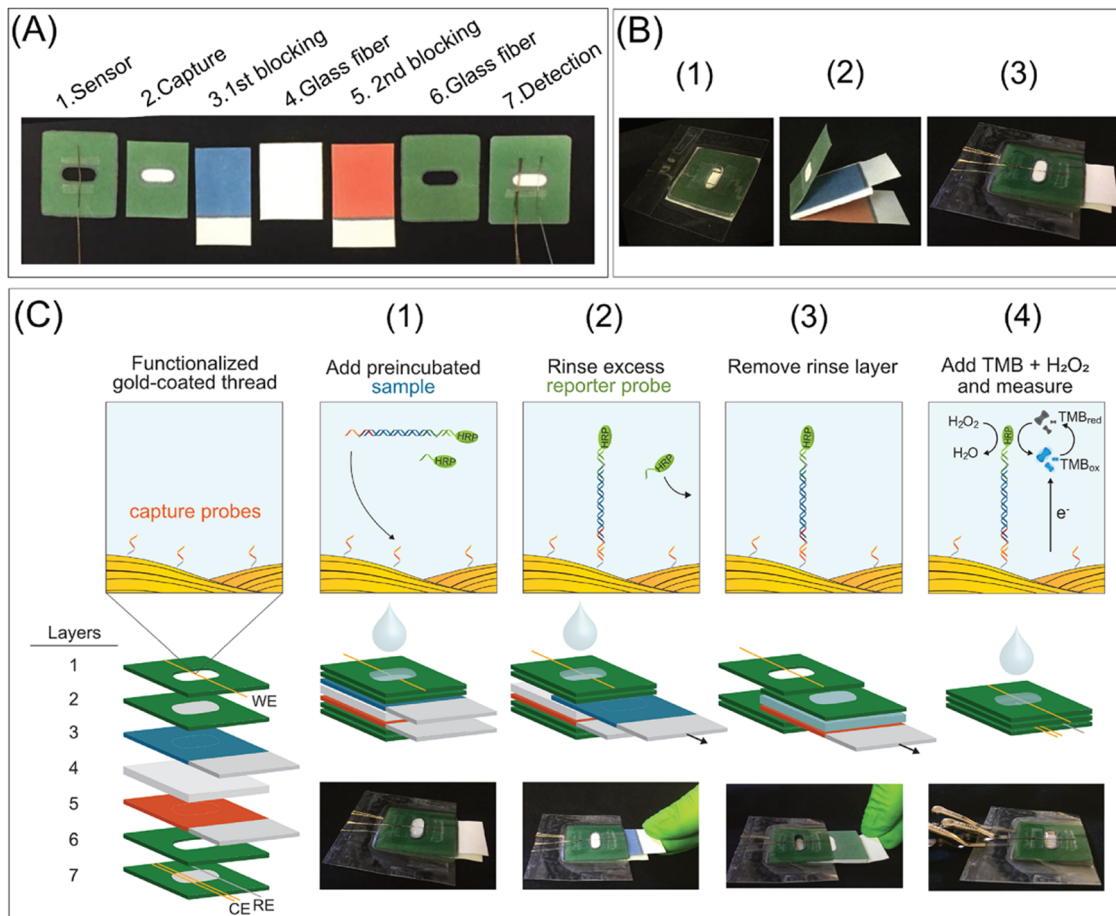 (A)
1.Sensor
2.Capture
3.1st blocking
4.Glass fiber
5. 2nd blocking
6.Glass fiber
7.Detection
(B)
(1)
(2)
(3)
(C)
Functionalized
gold-coated thread
capture probes
(1)
Add preincubated
sample
HRP
HRP
(2)
Rinse excess
reporter probe
HRP
HRP
(3)
Remove rinse layer
HRP
(4)
Add TMB + H₂O₂
and measure
H₂O₂
H₂O
HRP
TMBred
TMBox
e⁻
Layers
1
2
3
4
5
6
7
WE
CE
RE